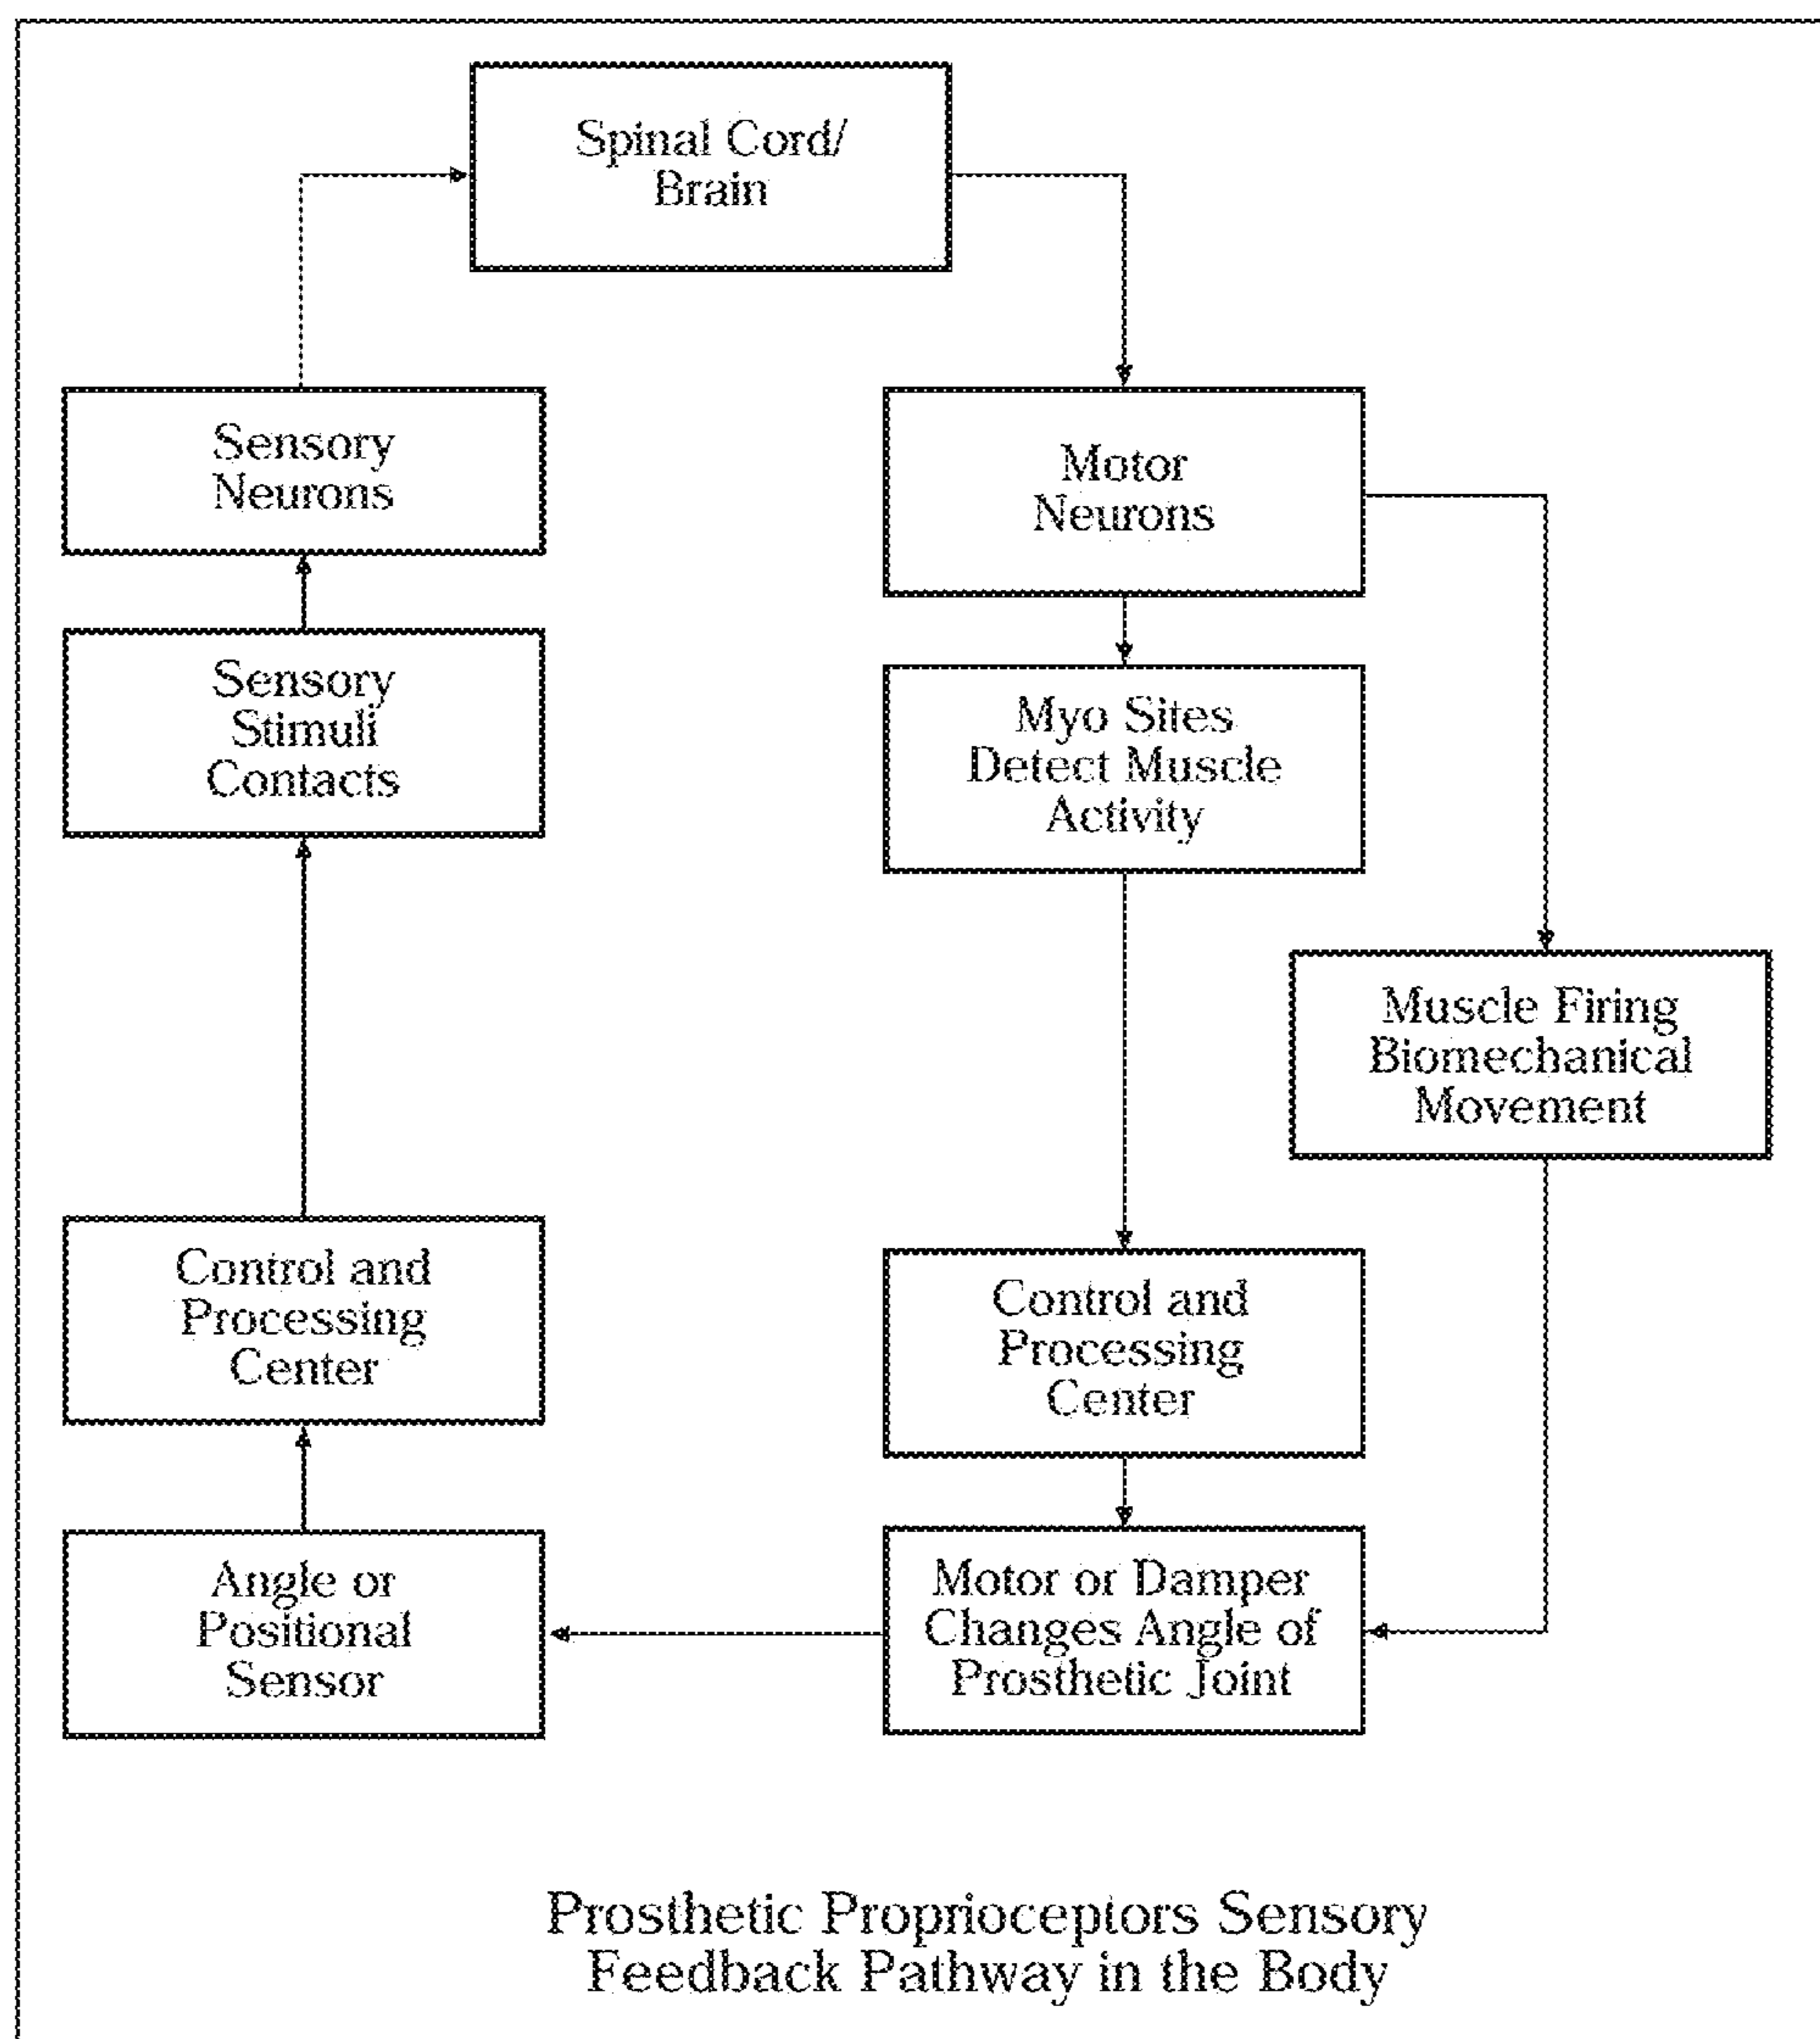 Spinal Cord/
Brain
Sensory
Neurons
Motor
Neurons
Sensory
Stimuli
Contacts
Myo Sites
Detect Muscle
Activity
Muscle Firing
Biomechanical
Movement
Control and
Processing
Center
Control and
Processing
Center
Angle or
Positional
Sensor
Motor or Damper
Changes Angle of
Prosthetic Joint
Prosthetic Proprioceptors Sensory
Feedback Pathway in the Body